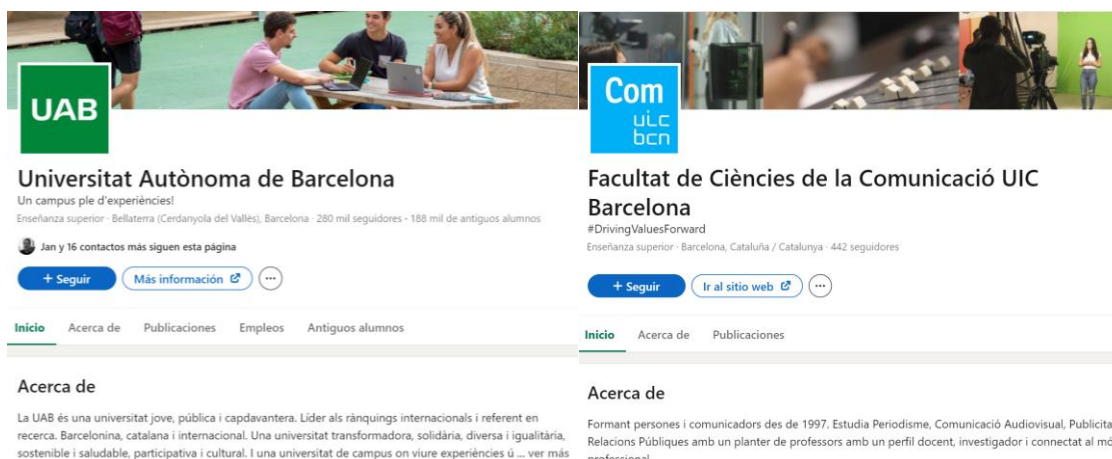 UAB
Universitat Autònoma de Barcelona
Un campus ple d'experiències!
Enseñanza superior · Bellaterra (Cerdanyola del Vallès), Barcelona · 280 mil seguidores · 188 mil de antiguos alumnos
Jan y 16 contactos más siguen esta página
+ Seguir
Más información
Inicio Acerca de Publicaciones Empleos Antiguos alumnos
Acerca de
La UAB és una universitat jove, pública i capdavantera. Líder als rànquings internacionals i referent en
recerca. Barcelonina, catalana i internacional. Una universitat transformadora, solidària, diversa i igualitària,
sostenible i saludable, participativa i cultural. I una universitat de campus on viure experiències ú ... ver más
Com
uic
bcn
Facultat de Ciències de la Comunicació UIC
Barcelona
#DrivingValuesForward
Enseñanza superior · Barcelona, Cataluña / Catalunya · 442 seguidores
+ Seguir
Ir al sitio web
Inicio Acerca de Publicaciones
Acerca de
Formant persones i comunicadors des de 1997. Estudia Periodisme, Comunicació Audiovisual, Publicita
Relacions Públiques amb un planter de professors amb un perfil docent, investigador i connectat al mó
professional